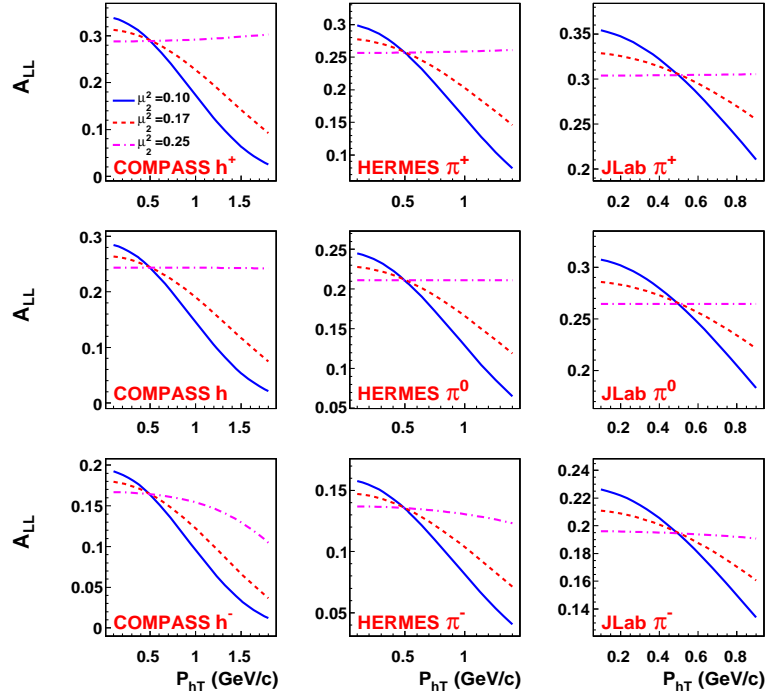 A_LL
0.3
0.2
0.1
0
μ₂²=0.10
μ₂²=0.17
μ₂²=0.25
COMPASS h⁺
0.5 1 1.5
0.3
0.25
0.2
0.15
0.1
HERMES π⁺
0.5 1
0.35
0.3
0.25
0.2
JLab π⁺
0.2 0.4 0.6 0.8
A_LL
0.3
0.2
0.1
0
COMPASS h
0.5 1 1.5
0.25
0.2
0.15
0.1
0.05
HERMES π⁰
0.5 1
0.3
0.25
0.2
JLab π⁰
0.2 0.4 0.6 0.8
A_LL
0.2
0.15
0.1
0.05
0
COMPASS h⁻
0.5 1 1.5
P_hT (GeV/c)
0.15
0.1
0.05
HERMES π⁻
0.5 1
P_hT (GeV/c)
0.24
0.22
0.2
0.18
0.16
0.14
JLab π⁻
0.2 0.4 0.6 0.8
P_hT (GeV/c)